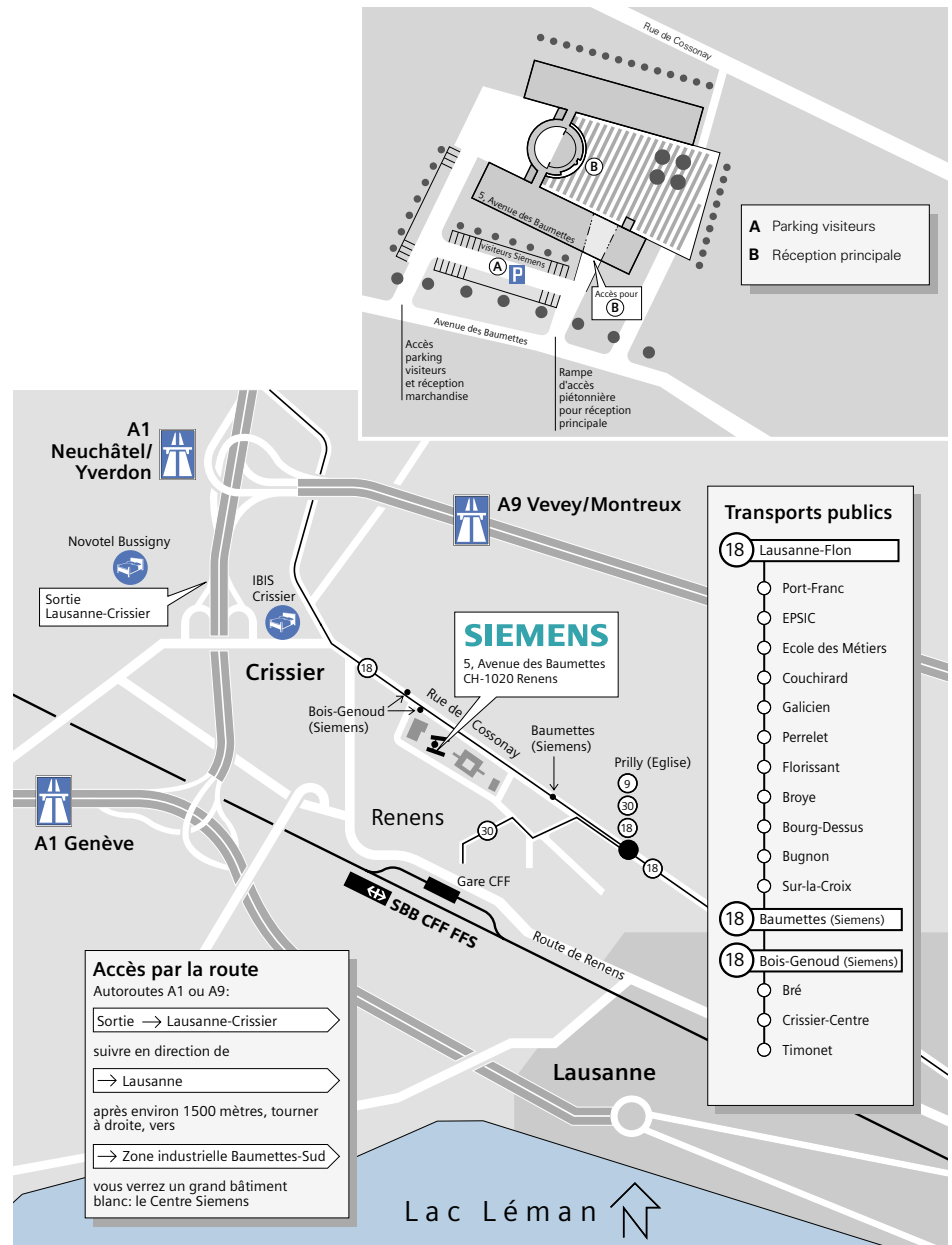 Rue de Cossonay
B
5, Avenue des Baumettes
visiteurs Siemens
A
P
Accès pour
B
Avenue des Baumettes
Accès
parking
visiteurs
et réception
marchandise
Rampe
d'accès
piétonnière
pour réception
principale
A Parking visiteurs
B Réception principale
A1
Neuchâtel/
Yverdon
A9 Vevey/Montreux
Novotel Bussigny
Sortie
Lausanne-Crissier
IBIS
Crissier
SIEMENS
5, Avenue des Baumettes
CH-1020 Renens
Crissier
18
Rue de Cossonay
Bois-Genoud
(Siemens)
Baumettes
(Siemens)
Prilly (Eglise)
9
30
18
A1 Genève
Renens
30
18
Gare CFF
SBB CFF FFS
Route de Renens
Lausanne
Lac Léman
N
Transports publics
18 Lausanne-Flon
Port-Franc
EPSIC
Ecole des Métiers
Couchirard
Galicien
Perrelet
Florissant
Broye
Bourg-Dessus
Bugnon
Sur-la-Croix
18 Baumettes (Siemens)
18 Bois-Genoud (Siemens)
Bré
Crissier-Centre
Timonet
Accès par la route
Autoroutes A1 ou A9:
Sortie → Lausanne-Crissier
suivre en direction de
→ Lausanne
après environ 1500 mètres, tourner
à droite, vers
→ Zone industrielle Baumettes-Sud
vous verrez un grand bâtiment
blanc: le Centre Siemens